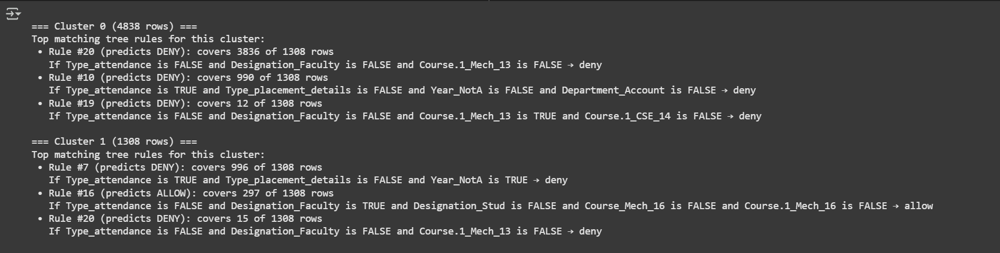 === Cluster 0 (4838 rows) ===
Top matching tree rules for this cluster:
• Rule #20 (predicts DENY): covers 3836 of 1308 rows
If Type_attendance is FALSE and Designation_Faculty is FALSE and Course.1_Mech_13 is FALSE → deny
• Rule #10 (predicts DENY): covers 990 of 1308 rows
If Type_attendance is TRUE and Type_placement_details is FALSE and Year_NotA is FALSE and Department_Account is FALSE → deny
• Rule #19 (predicts DENY): covers 12 of 1308 rows
If Type_attendance is FALSE and Designation_Faculty is FALSE and Course.1_Mech_13 is TRUE and Course.1_CSE_14 is FALSE → deny
=== Cluster 1 (1308 rows) ===
Top matching tree rules for this cluster:
• Rule #7 (predicts DENY): covers 996 of 1308 rows
If Type_attendance is TRUE and Type_placement_details is FALSE and Year_NotA is TRUE → deny
• Rule #16 (predicts ALLOW): covers 297 of 1308 rows
If Type_attendance is FALSE and Designation_Faculty is TRUE and Designation_Stud is FALSE and Course_Mech_16 is FALSE and Course.1_Mech_16 is FALSE → allow
• Rule #20 (predicts DENY): covers 15 of 1308 rows
If Type_attendance is FALSE and Designation_Faculty is FALSE and Course.1_Mech_13 is FALSE → deny